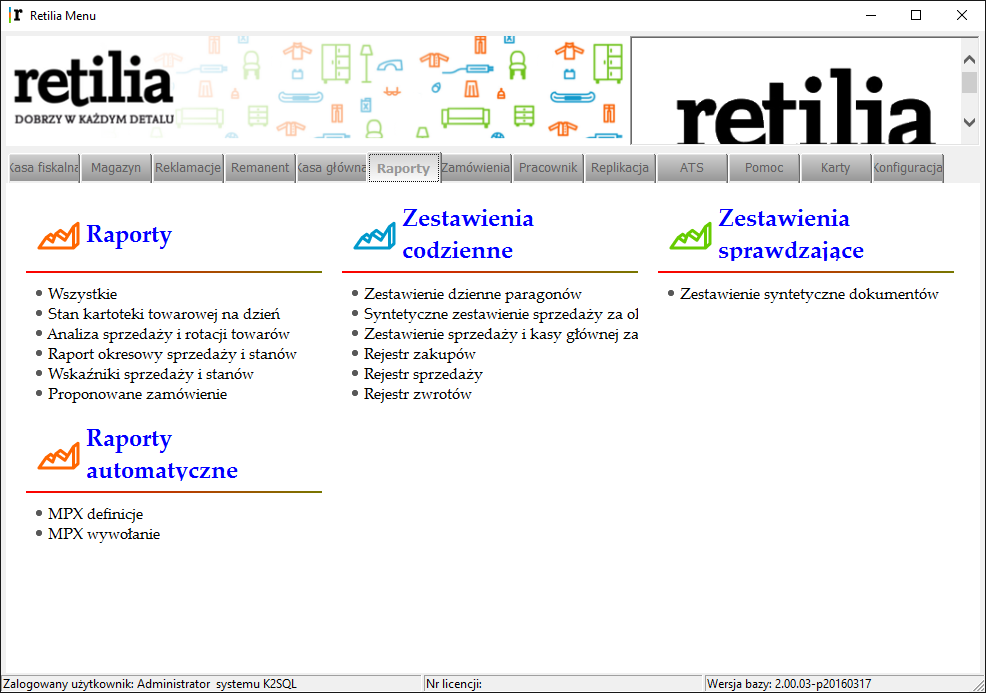 Retilia Menu
retilia
DOBRZY W KAŻDYM DETALU
retilia
Kasa fiskalna Magazyn Reklamacje Remanent Kasa główna Raporty Zamówienia Pracownik Replikacja ATS Pomoc Karty Konfiguracja
Raporty
Wszystkie
Stan kartoteki towarowej na dzień
Analiza sprzedaży i rotacji towarów
Raport okresowy sprzedaży i stanów
Wskaźniki sprzedaży i stanów
Proponowane zamówienie
Zestawienia
codzienne
Zestawienie dzienne paragonów
Syntetyczne zestawienie sprzedaży za ok
Zestawienie sprzedaży i kasy głównej za
Rejestr zakupów
Rejestr sprzedaży
Rejestr zwrotów
Zestawienia
sprawdzające
Zestawienie syntetyczne dokumentów
Raporty
automatyczne
MPX definicje
MPX wywołanie
Zalogowany użytkownik: Administrator systemu K2SQL
Nr licencji:
Wersja bazy: 2.00.03-p20160317